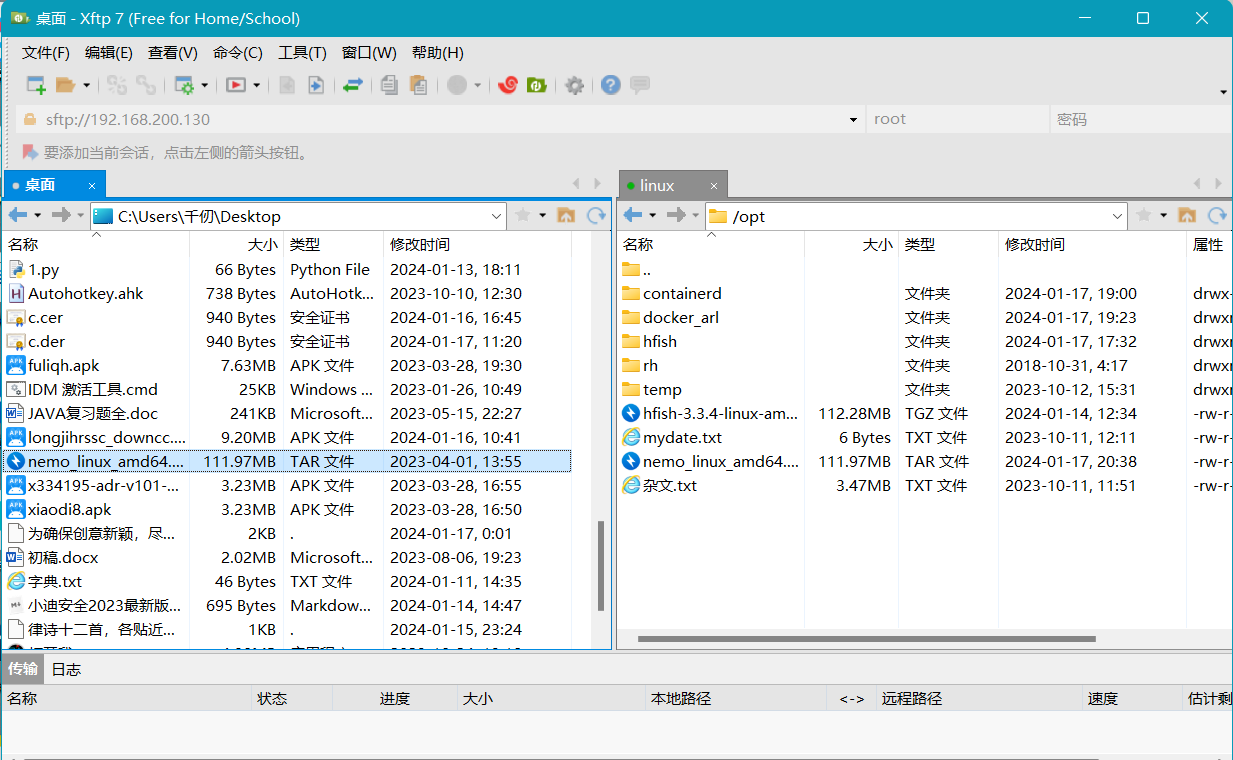 桌面 - Xftp 7 (Free for Home/School)
文件(F) 编辑(E) 查看(V) 命令(C) 工具(T) 窗口(W) 帮助(H)
sftp://192.168.200.130 root 密码
要添加当前会话，点击左侧的箭头按钮。
桌面 × linux ×
C:\Users\千仞\Desktop /opt
名称 大小 类型 修改时间
1.py 66 Bytes Python File 2024-01-13, 18:11
Autohotkey.ahk 738 Bytes AutoHotk... 2023-10-10, 12:30
c.cer 940 Bytes 安全证书 2024-01-16, 16:45
c.der 940 Bytes 安全证书 2024-01-17, 11:20
fuliqh.apk 7.63MB APK 文件 2023-03-28, 19:30
IDM 激活工具.cmd 25KB Windows ... 2023-01-26, 10:49
JAVA复习题全.doc 241KB Microsoft... 2023-05-15, 22:27
longjihrssc_downcc.... 9.20MB APK 文件 2024-01-16, 10:41
nemo_linux_amd64.... 111.97MB TAR 文件 2023-04-01, 13:55
x334195-adr-v101-... 3.23MB APK 文件 2023-03-28, 16:55
xiaodi8.apk 3.23MB APK 文件 2023-03-28, 16:50
为确保创意新颖，尽... 2KB . 2024-01-17, 0:01
初稿.docx 2.02MB Microsoft... 2023-08-06, 19:23
字典.txt 46 Bytes TXT 文件 2024-01-11, 14:35
小迪安全2023最新版... 695 Bytes Markdow... 2024-01-14, 14:47
律诗十二首，各贴近... 1KB . 2024-01-15, 23:24
名称 大小 类型 修改时间 属性
..
containerd 文件夹 2024-01-17, 19:00 drwx-
docker_arl 文件夹 2024-01-17, 19:23 drwxr
hfish 文件夹 2024-01-17, 17:32 drwxr
rh 文件夹 2018-10-31, 4:17 drwxr
temp 文件夹 2023-10-12, 15:31 drwxr
hfish-3.3.4-linux-am... 112.28MB TGZ 文件 2024-01-14, 12:34 -rw-r-
mydate.txt 6 Bytes TXT 文件 2023-10-12, 12:11 -rw-r-
nemo_linux_amd64.... 111.97MB TAR 文件 2024-01-17, 20:38 -rw-r-
杂文.txt 3.47MB TXT 文件 2023-10-11, 11:51 -rw-r-
传输 日志
名称 状态 进度 大小 本地路径 <-> 远程路径 速度 估计剩